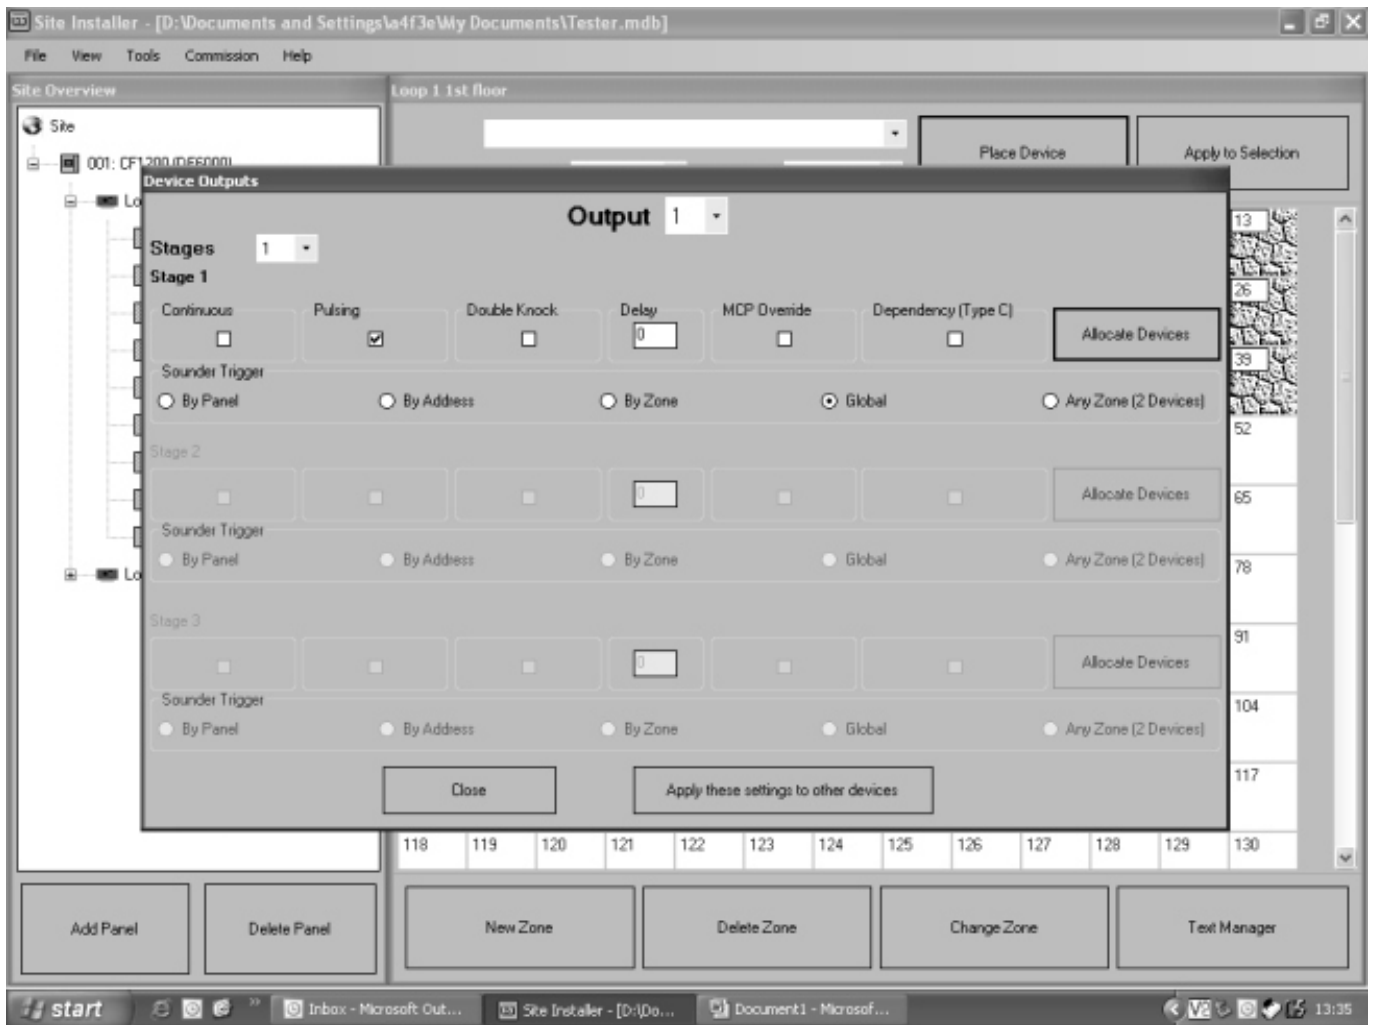 Site Installer - [D:\Documents and Settings\a4f3e\My Documents\Tester.mdb]
File View Tools Commission Help
Site Overview
Loop 1 1st floor
Site
Place Device
Apply to Selection
001: CF1200 (DF6000)
Device Outputs
Lo
Output 1
13
Stages 1
Stage 1
26
Continuous Pulsing Double Knock Delay MCP Override Dependency (Type C)
0
Allocate Devices
39
Sounder Trigger
By Panel By Address By Zone Global Any Zone (2 Devices)
52
Stage 2
0
Allocate Devices
65
Sounder Trigger
By Panel By Address By Zone Global Any Zone (2 Devices)
78
Lo
Stage 3
91
0
Allocate Devices
Sounder Trigger
104
By Panel By Address By Zone Global Any Zone (2 Devices)
117
Close
Apply these settings to other devices
118 119 120 121 122 123 124 125 126 127 128 129 130
Add Panel
Delete Panel
New Zone
Delete Zone
Change Zone
Text Manager
start
Inbox - Microsoft Out...
Site Installer - [D:\Do...
Document1 - Microsof...
13:35